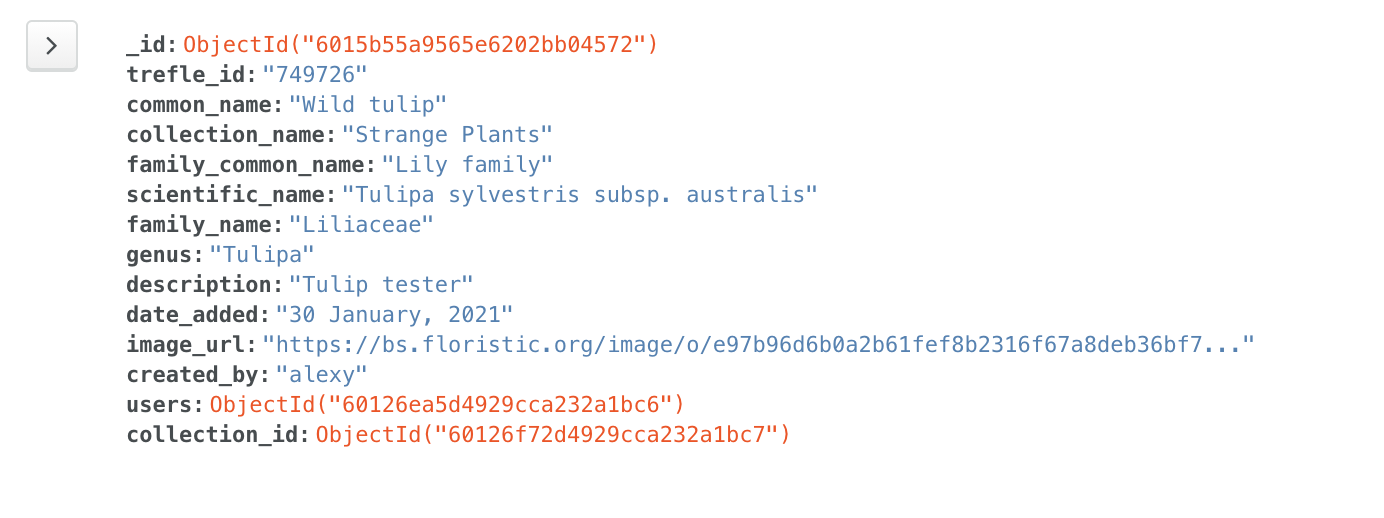 _id: ObjectId("6015b55a9565e6202bb04572")
trefle_id: "749726"
common_name: "Wild tulip"
collection_name: "Strange Plants"
family_common_name: "Lily family"
scientific_name: "Tulipa sylvestris subsp. australis"
family_name: "Liliaceae"
genus: "Tulipa"
description: "Tulip tester"
date_added: "30 January, 2021"
image_url: "https://bs.floristic.org/image/o/e97b96d6b0a2b61fef8b2316f67a8deb36bf7..."
created_by: "alexy"
users: ObjectId("60126ea5d4929cca232a1bc6")
collection_id: ObjectId("60126f72d4929cca232a1bc7")